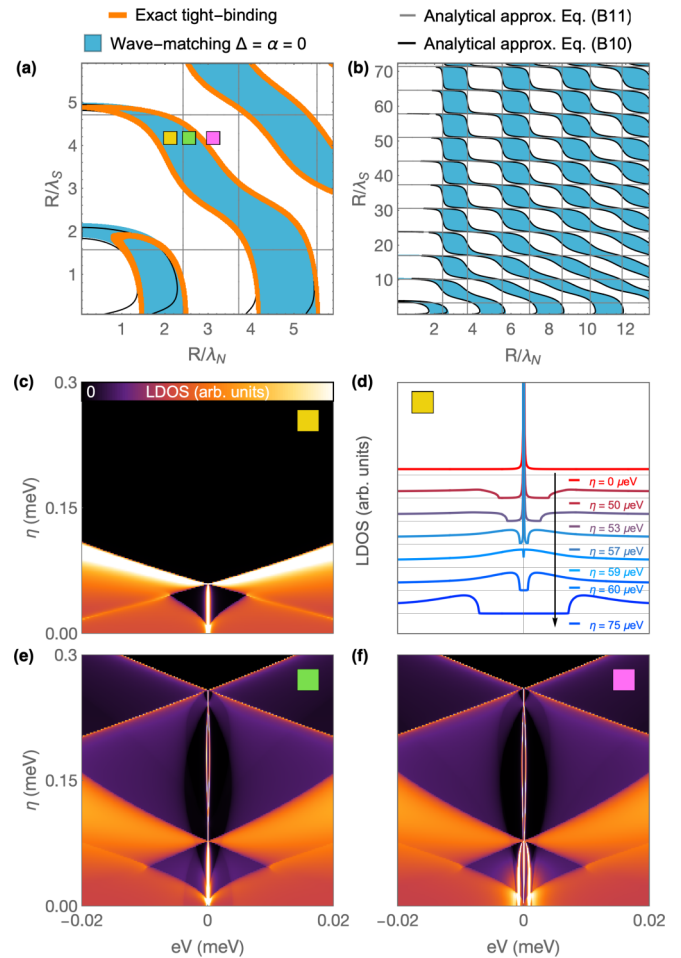 Exact tight-binding
Wave-matching Δ = α = 0
Analytical approx. Eq. (B11)
Analytical approx. Eq. (B10)
(a)
(b)
5
4
3
2
1
R/λS
1 2 3 4 5
R/λN
70
60
50
40
30
20
10
R/λS
2 4 6 8 10 12
R/λN
(c)
0.3
0.15
0.00
η (meV)
0 LDOS (arb. units)
(d)
LDOS (arb. units)
η = 0 μeV
η = 50 μeV
η = 53 μeV
η = 57 μeV
η = 59 μeV
η = 60 μeV
η = 75 μeV
(e)
0.3
0.15
0.00
η (meV)
−0.02 0 0.02
eV (meV)
(f)
−0.02 0 0.02
eV (meV)